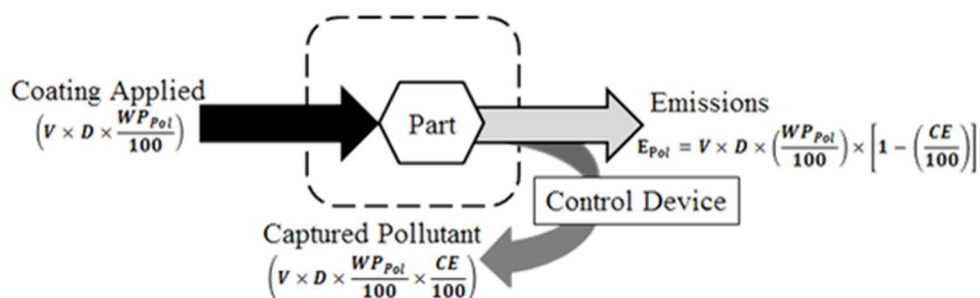 Coating Applied
(V × D × WP_Pol/100)
Part
Emissions
E_Pol = V × D × (WP_Pol/100) × [1 − (CE/100)]
Control Device
Captured Pollutant
(V × D × WP_Pol/100 × CE/100)